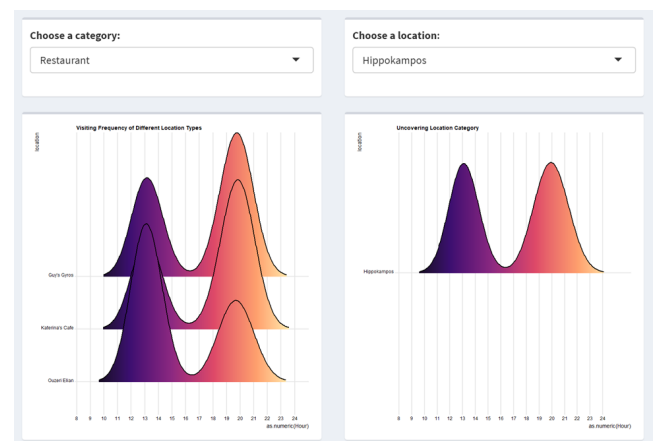 Choose a category:
Restaurant
Choose a location:
Hippokampos
Visiting Frequency of Different Location Types
location
Guy's Gyros
Katerina's Cafe
Ouzeri Elian
8 9 10 11 12 13 14 15 16 17 18 19 20 21 22 23 24
as.numeric(Hour)
Uncovering Location Category
location
Hippokampos
8 9 10 11 12 13 14 15 16 17 18 19 20 21 22 23 24
as.numeric(Hour)